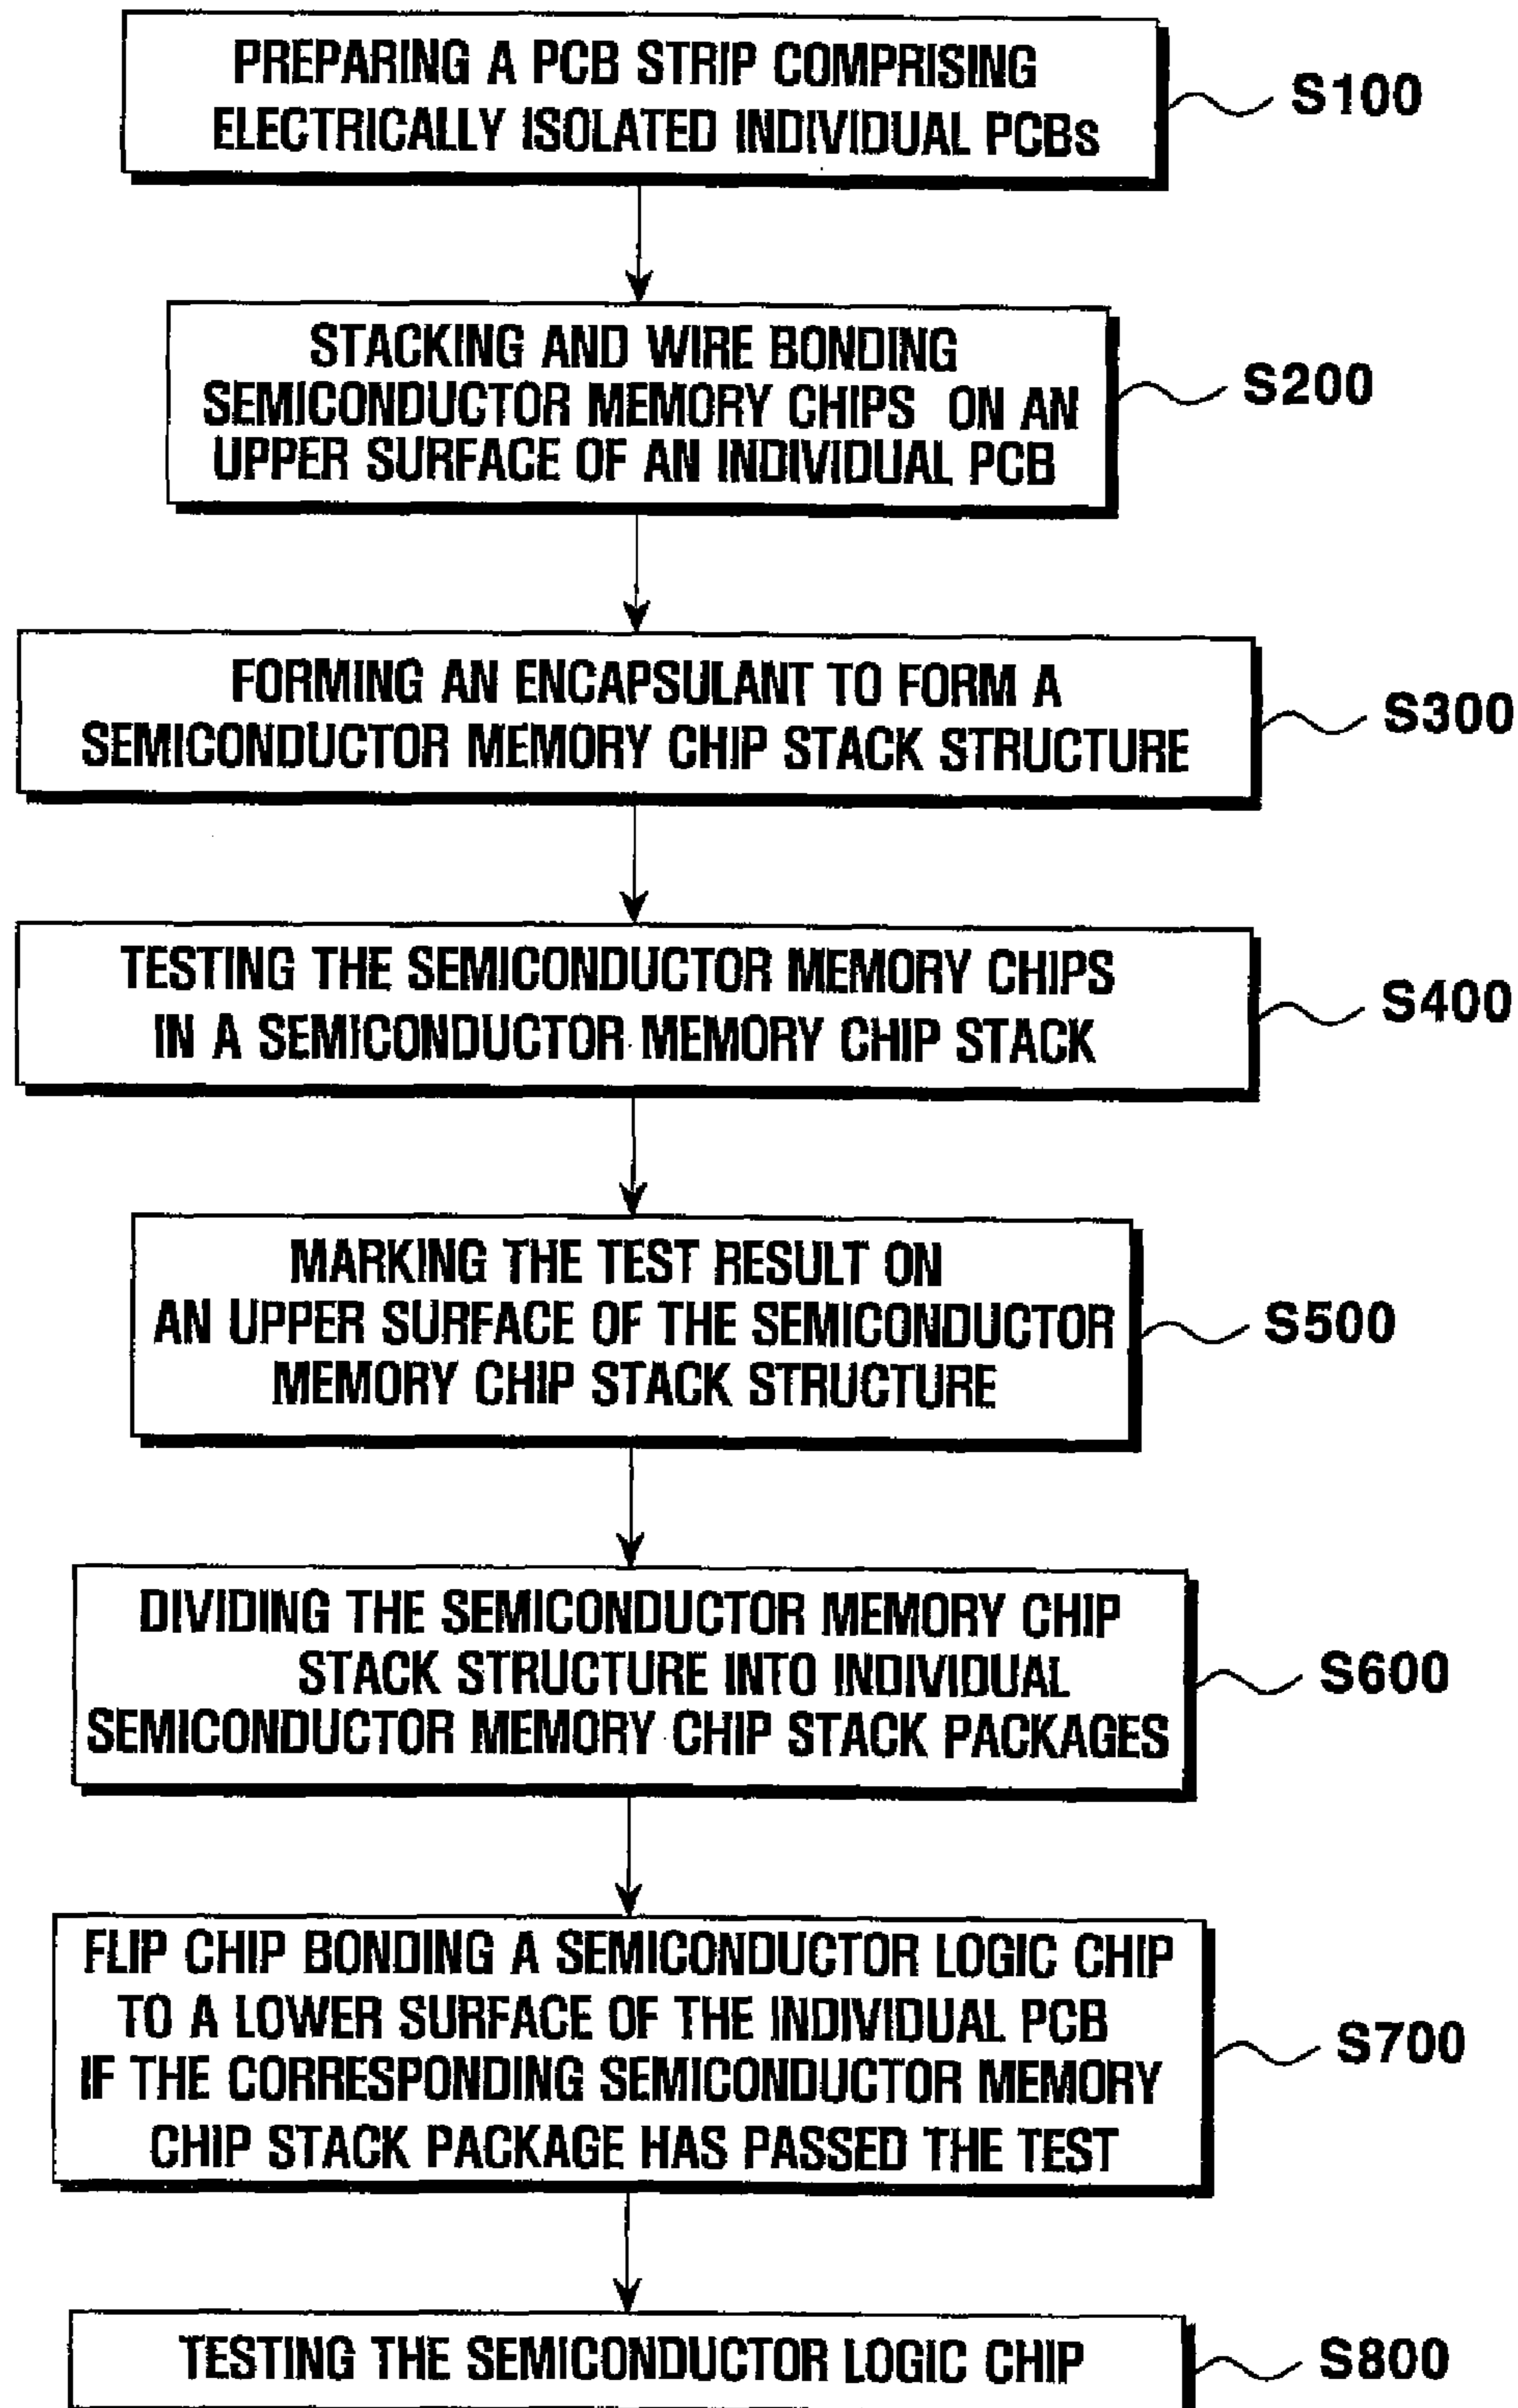 PREPARING A PCB STRIP COMPRISING
ELECTRICALLY ISOLATED INDIVIDUAL PCBs
S100
STACKING AND WIRE BONDING
SEMICONDUCTOR MEMORY CHIPS ON AN
UPPER SURFACE OF AN INDIVIDUAL PCB
S200
FORMING AN ENCAPSULANT TO FORM A
SEMICONDUCTOR MEMORY CHIP STACK STRUCTURE
S300
TESTING THE SEMICONDUCTOR MEMORY CHIPS
IN A SEMICONDUCTOR MEMORY CHIP STACK
S400
MARKING THE TEST RESULT ON
AN UPPER SURFACE OF THE SEMICONDUCTOR
MEMORY CHIP STACK STRUCTURE
S500
DIVIDING THE SEMICONDUCTOR MEMORY CHIP
STACK STRUCTURE INTO INDIVIDUAL
SEMICONDUCTOR MEMORY CHIP STACK PACKAGES
S600
FLIP CHIP BONDING A SEMICONDUCTOR LOGIC CHIP
TO A LOWER SURFACE OF THE INDIVIDUAL PCB
IF THE CORRESPONDING SEMICONDUCTOR MEMORY
CHIP STACK PACKAGE HAS PASSED THE TEST
S700
TESTING THE SEMICONDUCTOR LOGIC CHIP
S800